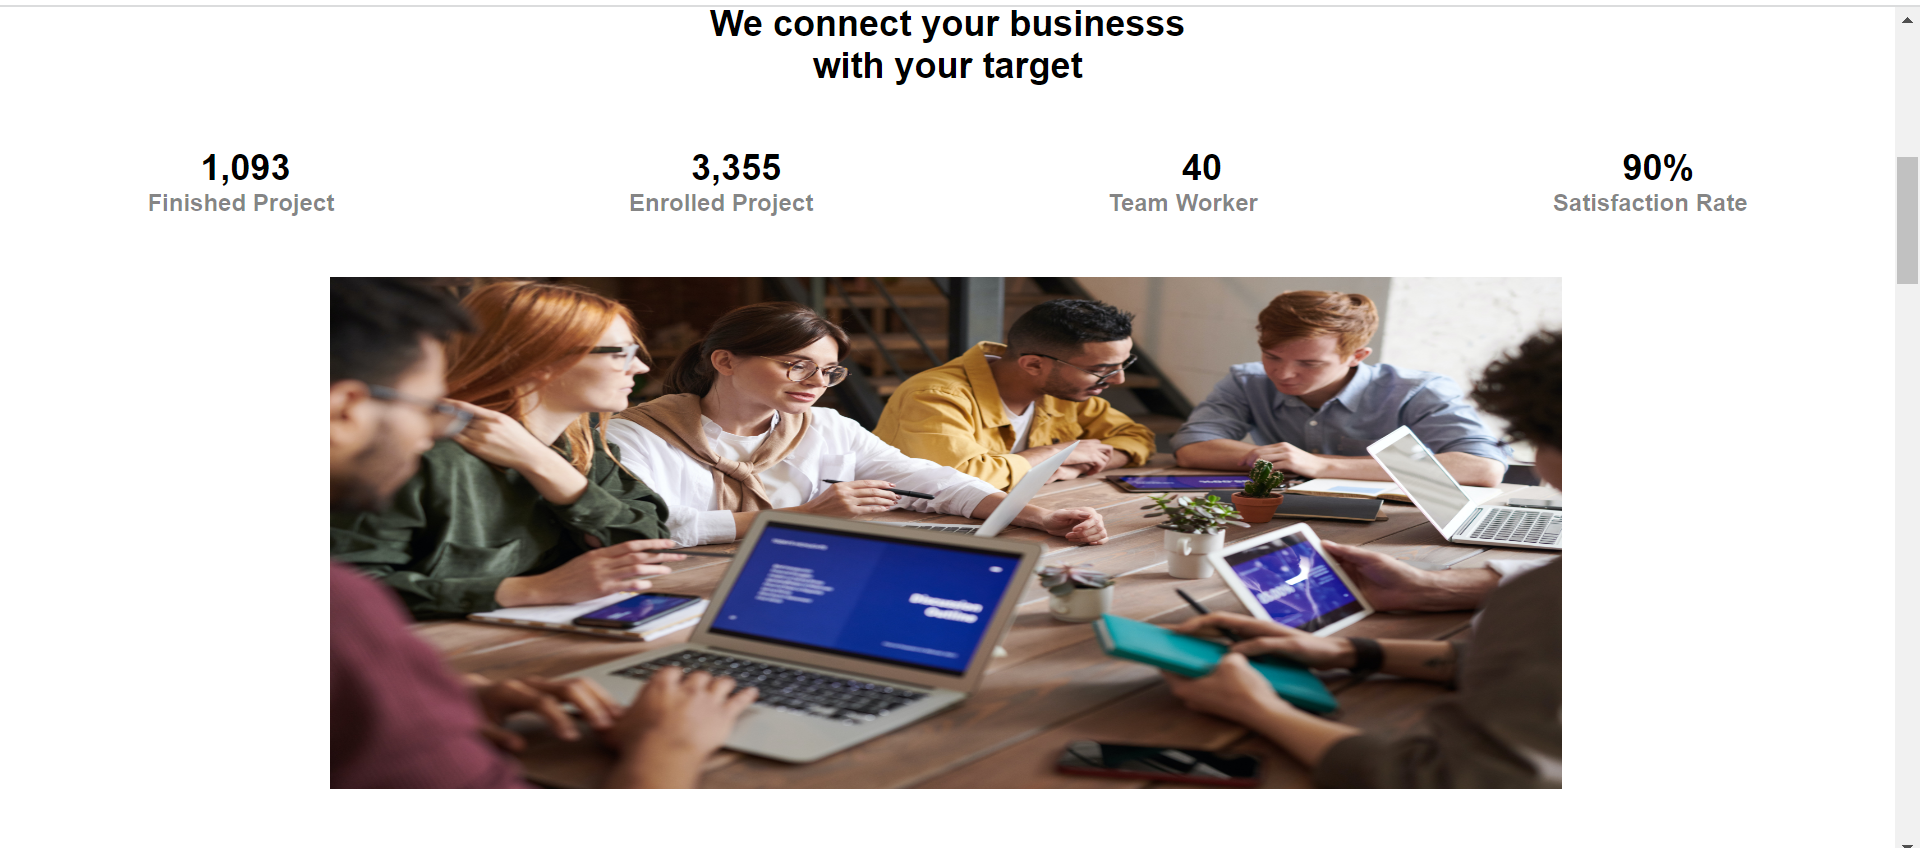 We connect your businesss
with your target
1,093
3,355
40
90%
Finished Project
Enrolled Project
Team Worker
Satisfaction Rate
Discussion
Outline